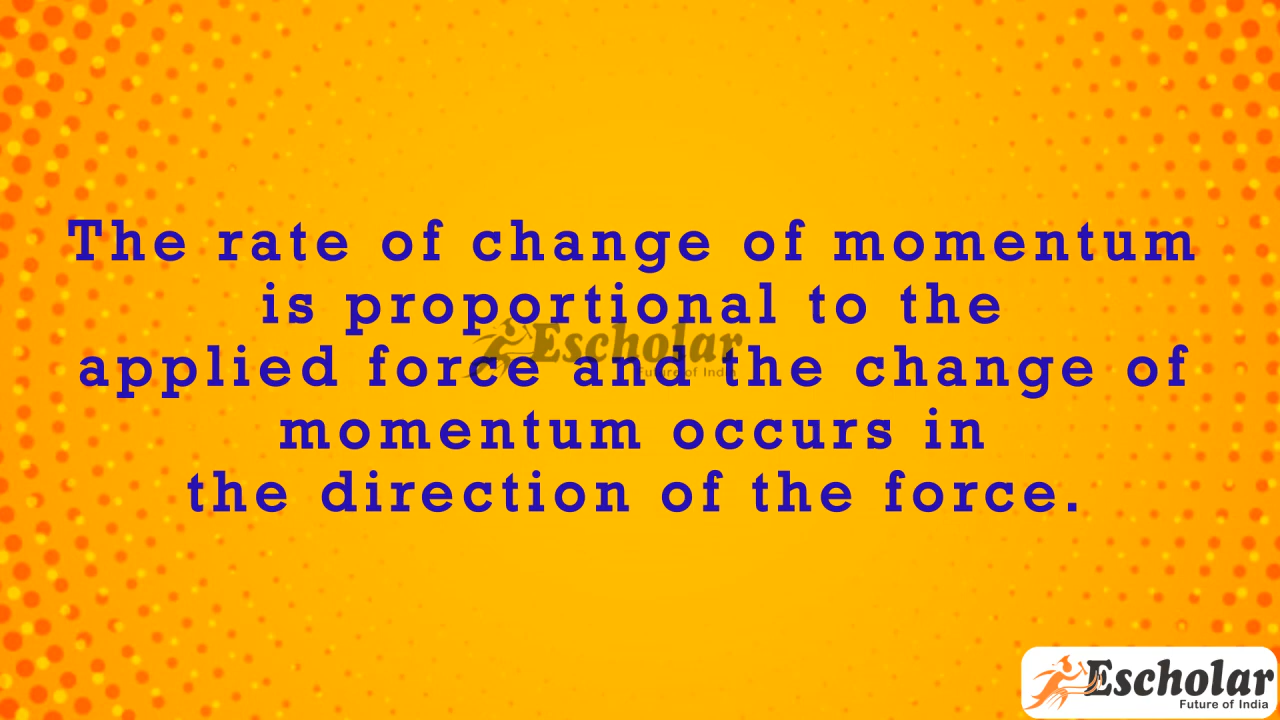 The rate of change of momentum
is proportional to the
Escholar
Future of India
applied force and the change of
momentum occurs in
the direction of the force.
Escholar
Future of India